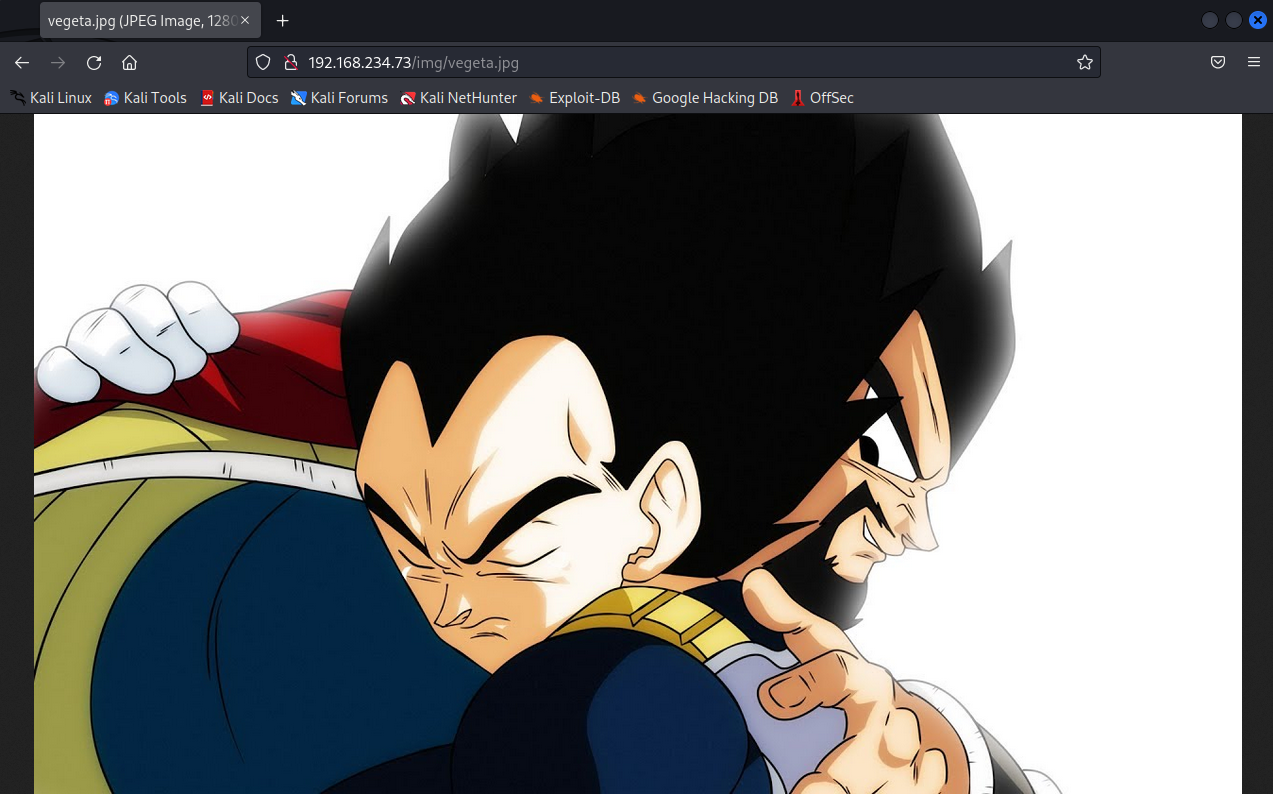 vegeta.jpg (JPEG Image, 1280
192.168.234.73/img/vegeta.jpg
Kali Linux Kali Tools Kali Docs Kali Forums Kali NetHunter Exploit-DB Google Hacking DB OffSec